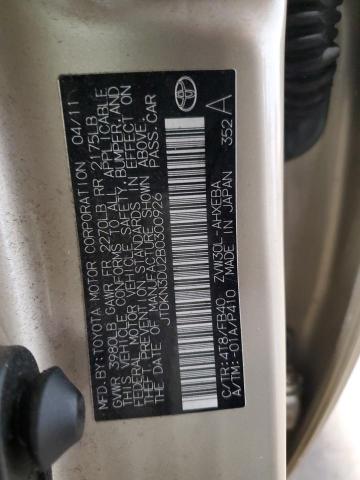 MFD. BY: TOYOTA MOTOR CORPORATION 04/11
GVWR 3980LB GAWR FR 2270LB RR 2175LB
THIS VEHICLE CONFORMS TO ALL APPLICABLE
FEDERAL MOTOR VEHICLE SAFETY, BUMPER, AND
THEFT PREVENTION STANDARDS IN EFFECT ON
THE DATE OF MANUFACTURE SHOWN ABOVE.
JTDKN3DU2B0300926 PASS. CAR
C/TR: 4T8/FB40 ZVW30L-AHXEBA
A/TM: -01A/P410 MADE IN JAPAN 352 A